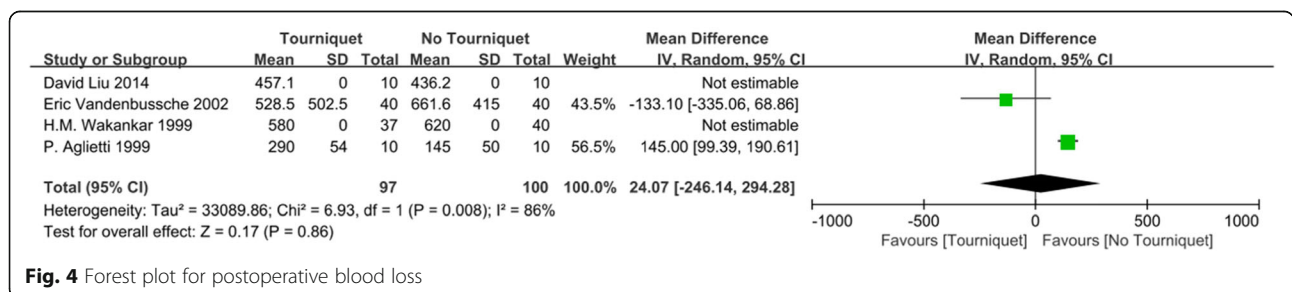 Tourniquet No Tourniquet Mean Difference Mean Difference
Study or Subgroup Mean SD Total Mean SD Total Weight IV, Random, 95% CI IV, Random, 95% CI
David Liu 2014 457.1 0 10 436.2 0 10 Not estimable
Eric Vandenbussche 2002 528.5 502.5 40 661.6 415 40 43.5% -133.10 [-335.06, 68.86]
H.M. Wakankar 1999 580 0 37 620 0 40 Not estimable
P. Aglietti 1999 290 54 10 145 50 10 56.5% 145.00 [99.39, 190.61]
Total (95% CI) 97 100 100.0% 24.07 [-246.14, 294.28]
Heterogeneity: Tau² = 33089.86; Chi² = 6.93, df = 1 (P = 0.008); I² = 86%
Test for overall effect: Z = 0.17 (P = 0.86)
-1000 -500 0 500 1000
Favours [Tourniquet] Favours [No Tourniquet]
Fig. 4 Forest plot for postoperative blood loss